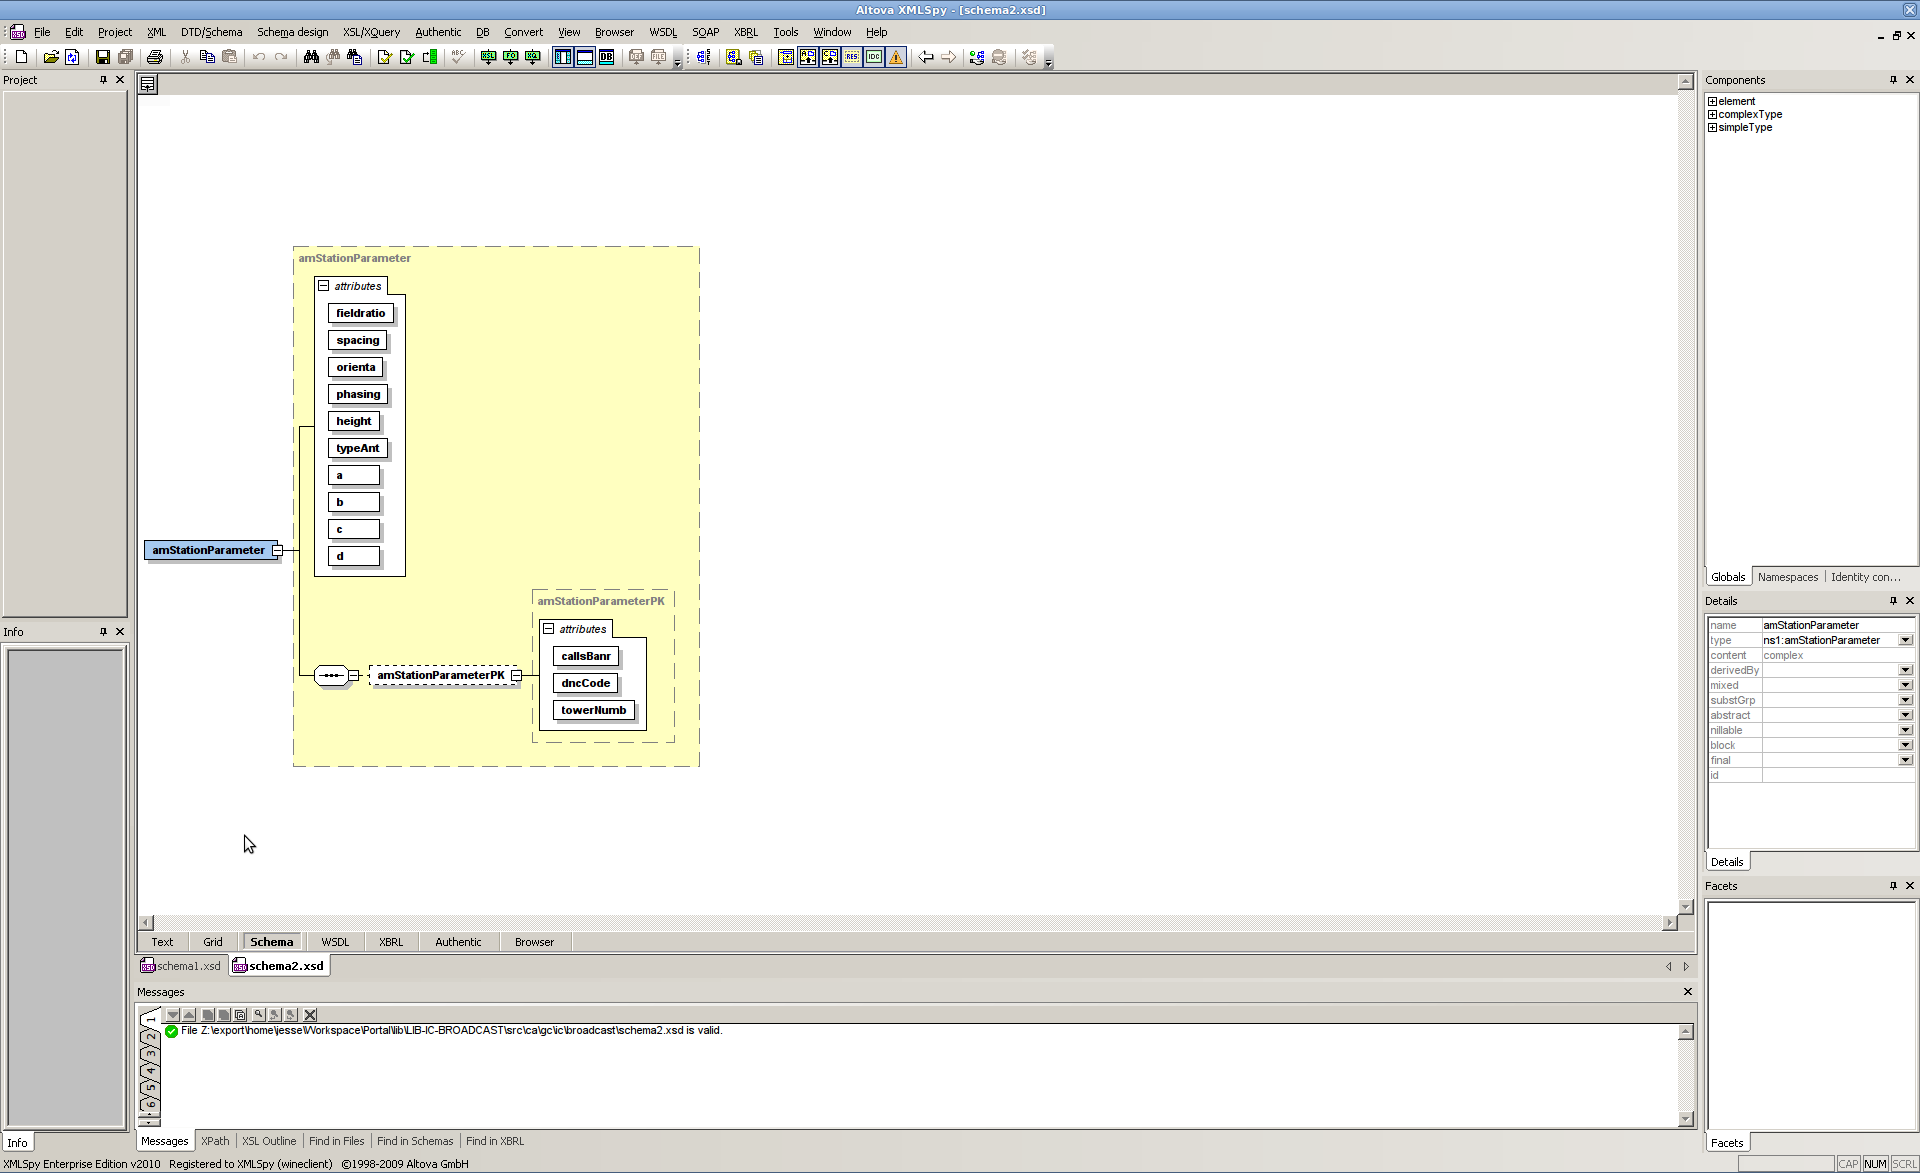 Altova XMLSpy - [schema2.xsd]
File Edit Project XML DTD/Schema Schema design XSL/XQuery Authentic DB Convert View Browser WSDL SOAP XBRL Tools Window Help
Project
amStationParameter
attributes
fieldratio
spacing
orienta
phasing
height
typeAnt
a
b
c
d
amStationParameter
amStationParameterPK
attributes
callsBanr
dncCode
towerNumb
amStationParameterPK
Info
Info
Text Grid Schema WSDL XBRL Authentic Browser
schema1.xsd schema2.xsd
Messages
1
2
3
4
5
6
File Z:\export\home\jesse\Workspace\Portal\lib\LIB-IC-BROADCAST\src\ca\gc\ic\broadcast\schema2.xsd is valid.
Messages XPath XSL Outline Find in Files Find in Schemas Find in XBRL
Components
element
complexType
simpleType
Globals Namespaces Identity con...
Details
name amStationParameter
type ns1:amStationParameter
content complex
derivedBy
mixed
substGrp
abstract
nillable
block
final
id
Details
Facets
Facets
XMLSpy Enterprise Edition v2010 Registered to XMLSpy (wineclient) ©1998-2009 Altova GmbH
CAP NUM SCRL